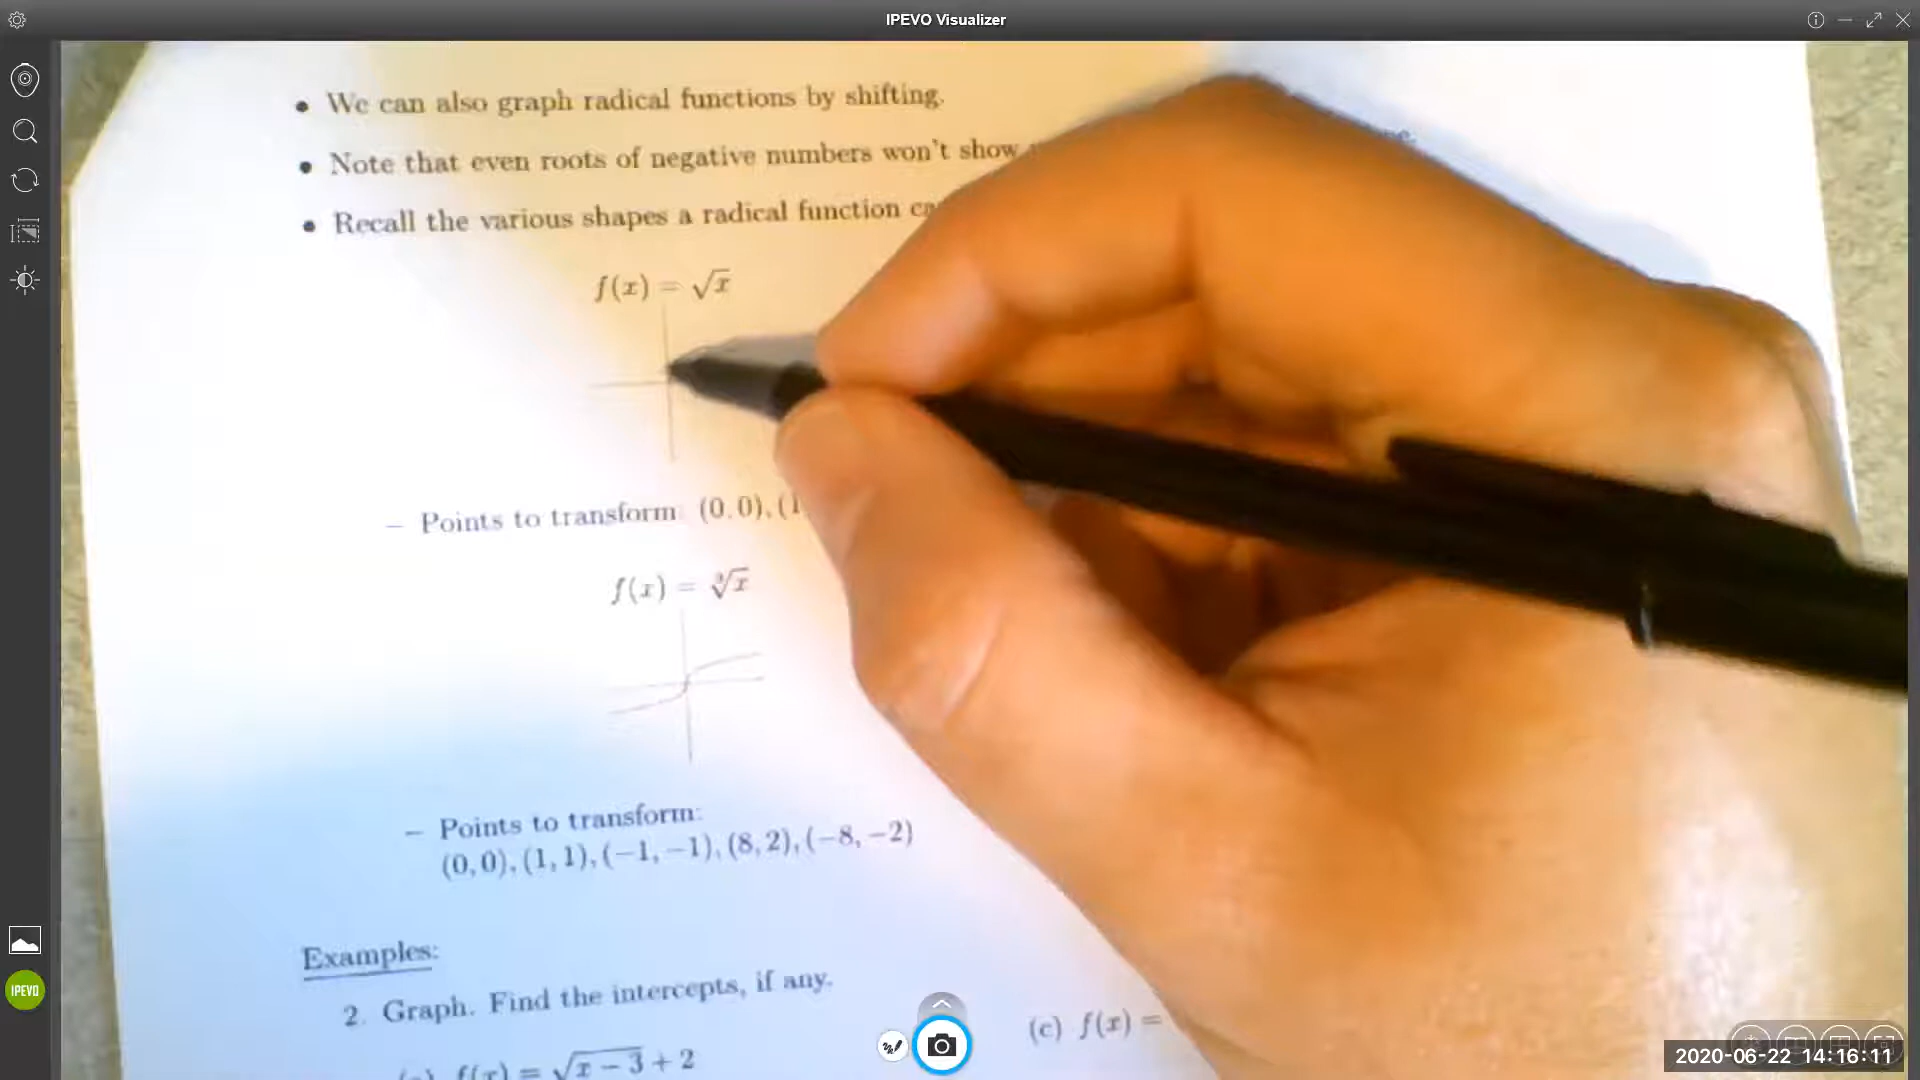 IPEVO Visualizer
• We can also graph radical functions by shifting.
• Note that even roots of negative numbers won't show
• Recall the various shapes a radical function
f(x) = √x
– Points to transform: (0,0), (1
f(x) = ∛x
– Points to transform:
(0,0), (1,1), (−1,−1), (8,2), (−8,−2)
Examples:
2. Graph. Find the intercepts, if any.
f(x) = √(x − 3) + 2
(c) f(x) =
IPEVO
2020-06-22 14:16:11